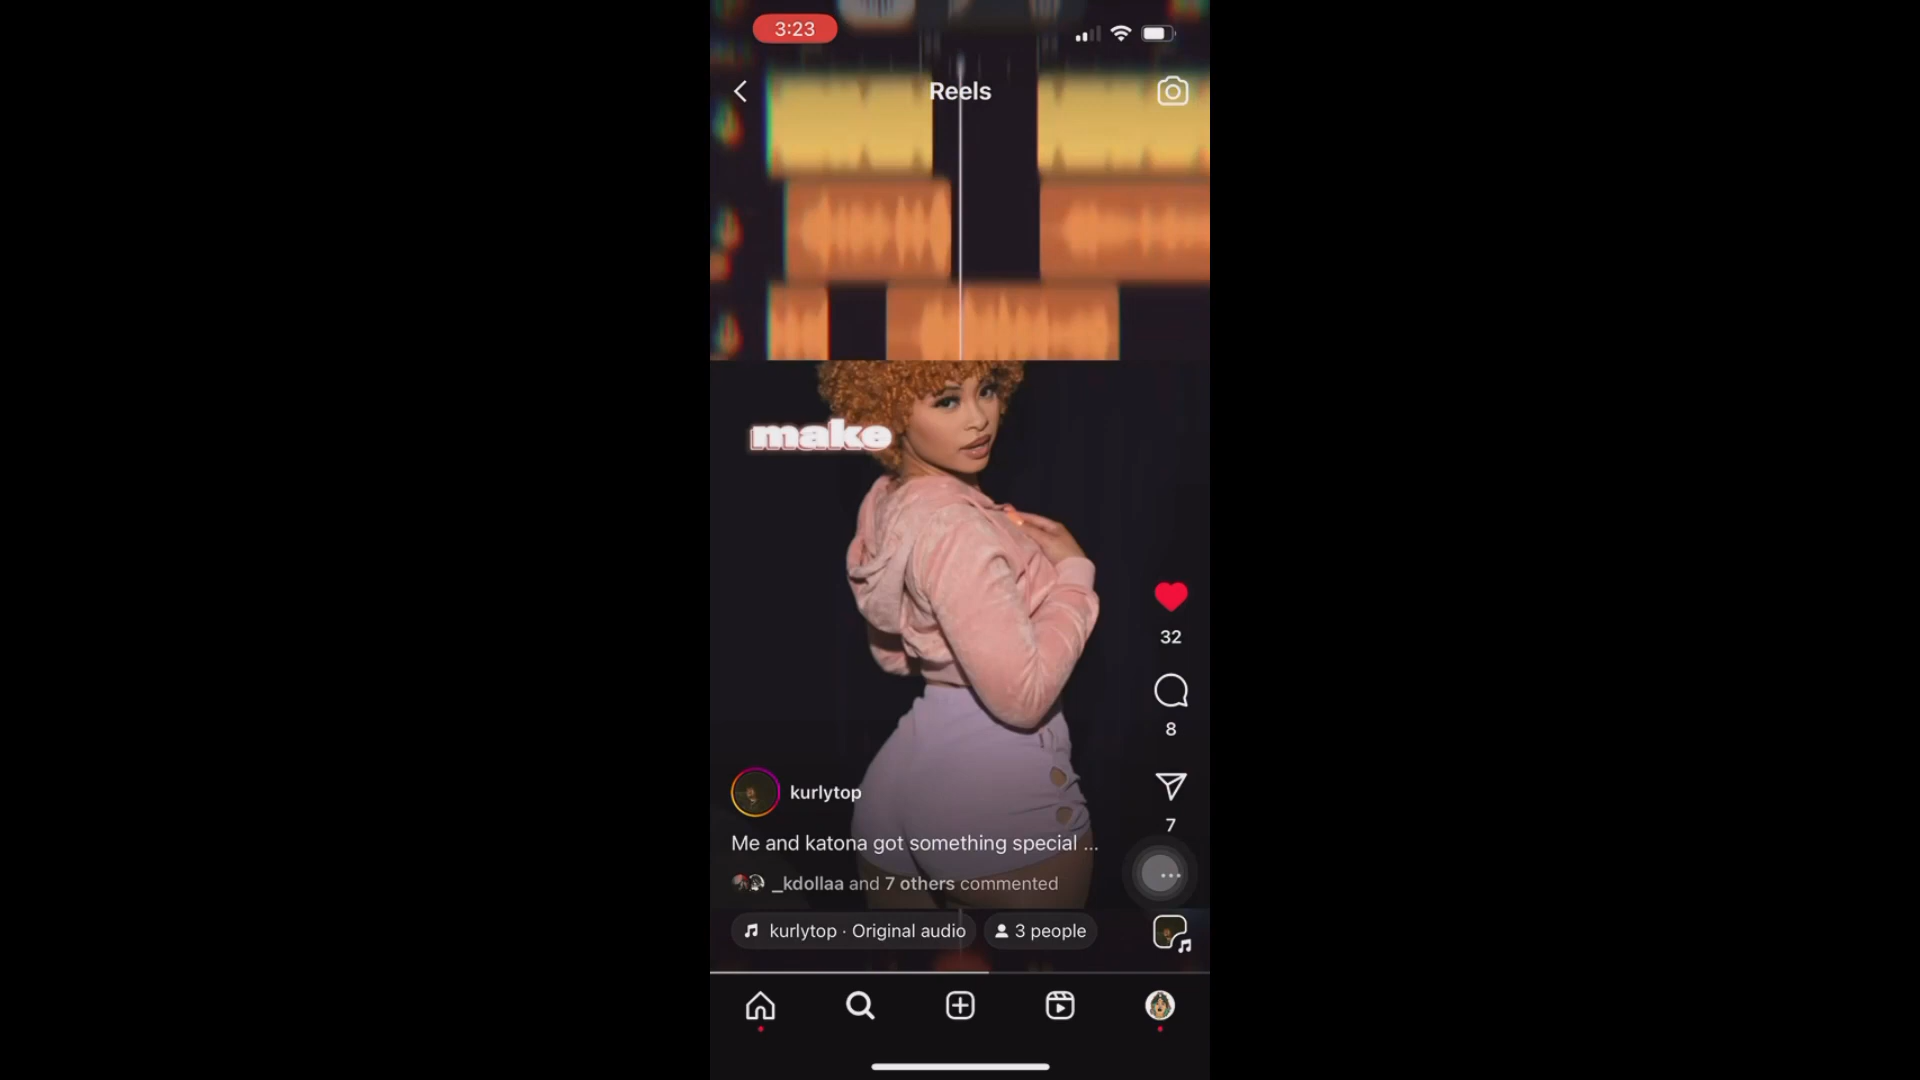 3:23
Reels
make
32
8
7
kurlytop
Me and katona got something special ...
_kdollaa and 7 others commented
kurlytop · Original audio
3 people